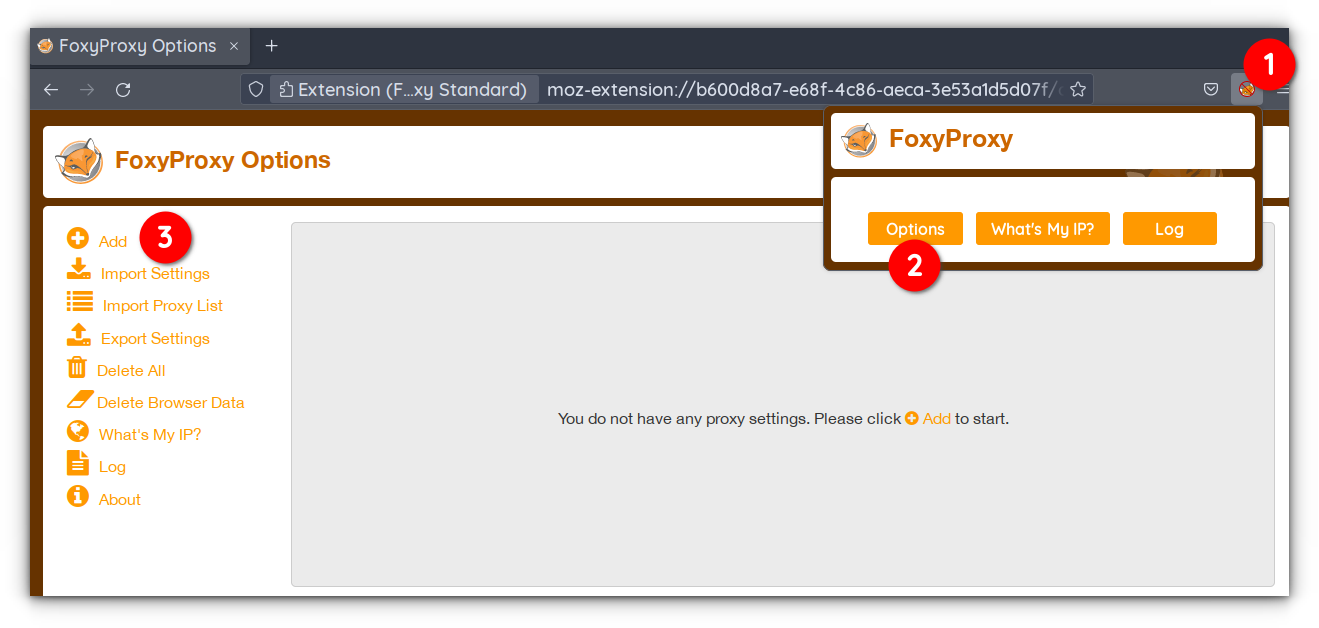 FoxyProxy Options × +
Extension (F...xy Standard) moz-extension://b600d8a7-e68f-4c86-aeca-3e53a1d5d07f/
1
FoxyProxy Options
FoxyProxy
Options What's My IP? Log
2
Add 3
Import Settings
Import Proxy List
Export Settings
Delete All
Delete Browser Data
What's My IP?
Log
About
You do not have any proxy settings. Please click Add to start.